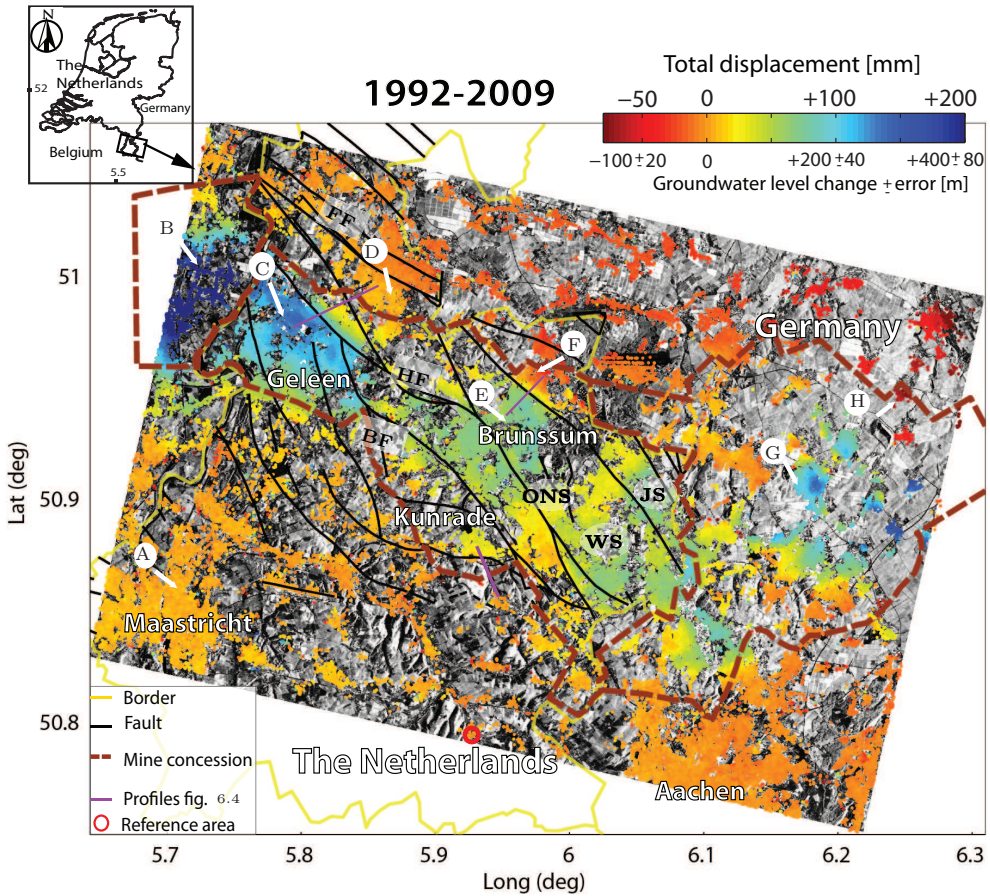 N
The
Netherlands
52
Germany
Belgium
5.5
1992-2009
Total displacement [mm]
−50 0 +100 +200
−100±20 0 +200±40 +400±80
Groundwater level change ± error [m]
B
C
FF
D
51
Germany
F
Geleen
HF
E
H
Brunssum
BF
G
ONS
JS
50.9
Kunrade
WS
A
Maastricht
Lat (deg)
Border
Fault
50.8
Mine concession
The Netherlands
Aachen
Profiles fig. 6.4
Reference area
5.7 5.8 5.9 6 6.1 6.2 6.3
Long (deg)